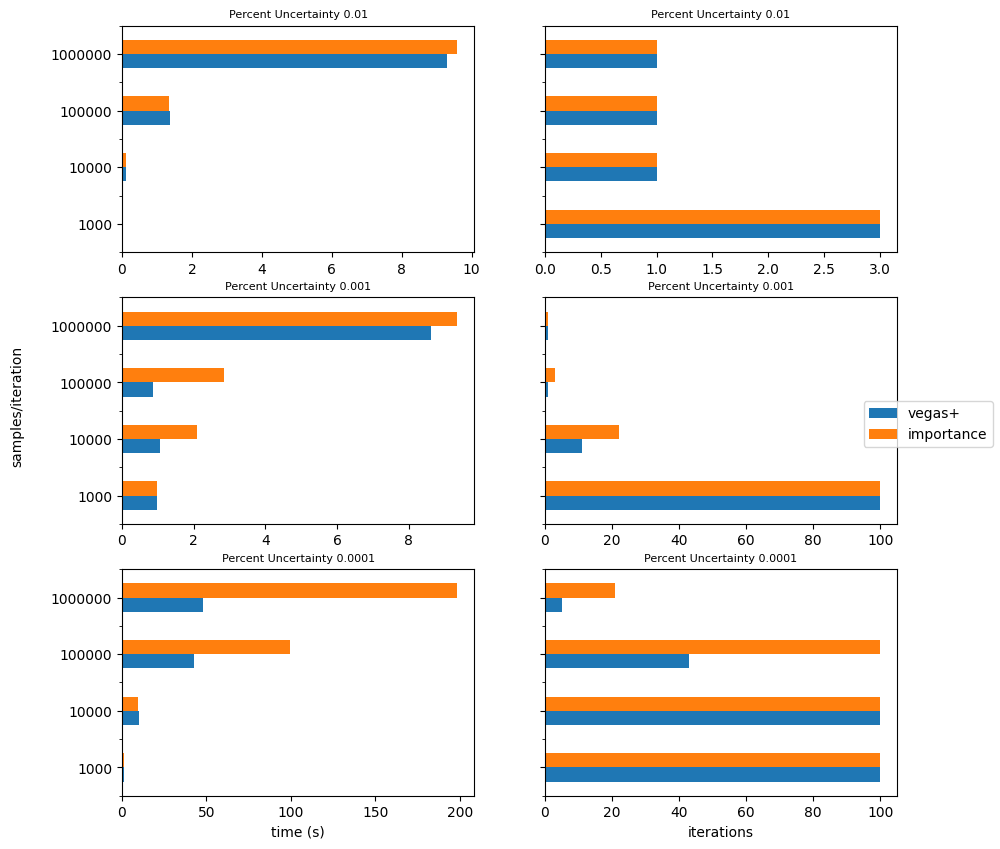 Percent Uncertainty 0.01
1000000
100000
10000
1000
0 2 4 6 8 10
Percent Uncertainty 0.01
0.0 0.5 1.0 1.5 2.0 2.5 3.0
Percent Uncertainty 0.001
samples/iteration
1000000
100000
10000
1000
0 2 4 6 8
Percent Uncertainty 0.001
vegas+
importance
0 20 40 60 80 100
Percent Uncertainty 0.0001
1000000
100000
10000
1000
0 50 100 150 200
time (s)
Percent Uncertainty 0.0001
0 20 40 60 80 100
iterations